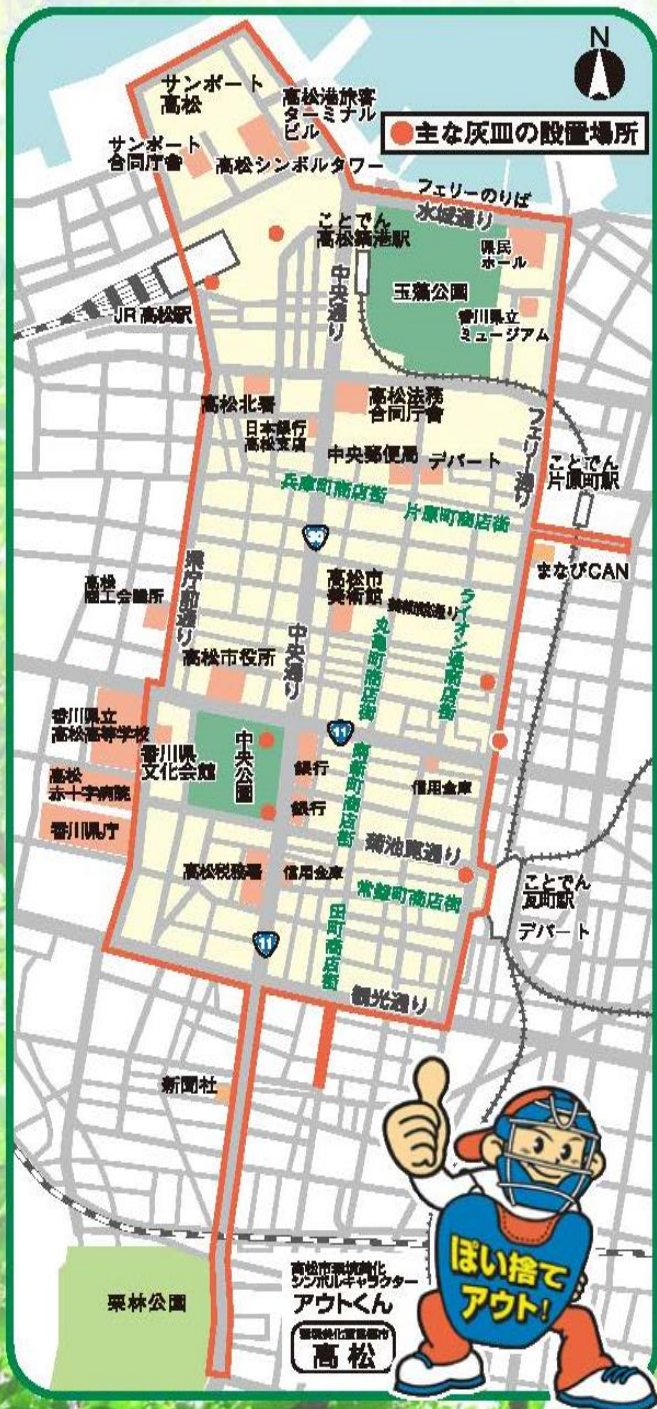 N
主な灰皿の設置場所
サンポート
高松
高松港旅客
ターミナル
ビル
サンポート
合同庁舎
高松シンボルタワー
フェリーのりば
水城通り
ことでん
高松築港駅
県民
ホール
中央通り
玉藻公園
JR高松駅
香川県立
ミュージアム
高松北署
高松法務
合同庁舎
日本銀行
高松支店
フェリー通り
中央郵便局
デパート
ことでん
片原町駅
兵庫町商店街
片原町商店街
30
まなびCAN
県庁前通り
高松
商工会議所
高松市
美術館
美術館通り
ライオン通商店街
丸亀町商店街
中央通り
高松市役所
香川県立
高松高等学校
11
香川県
文化会館
中央公園
銀行
信用金庫
高松
赤十字病院
南新町商店街
銀行
香川県庁
菊池寛通り
高松税務署
信用金庫
常磐町商店街
ことでん
瓦町駅
デパート
田町商店街
11
観光通り
新聞社
栗林公園
高松市環境美化
シンボルキャラクター
アウトくん
環境美化重点都市
高松
ぽい捨て
アウト!